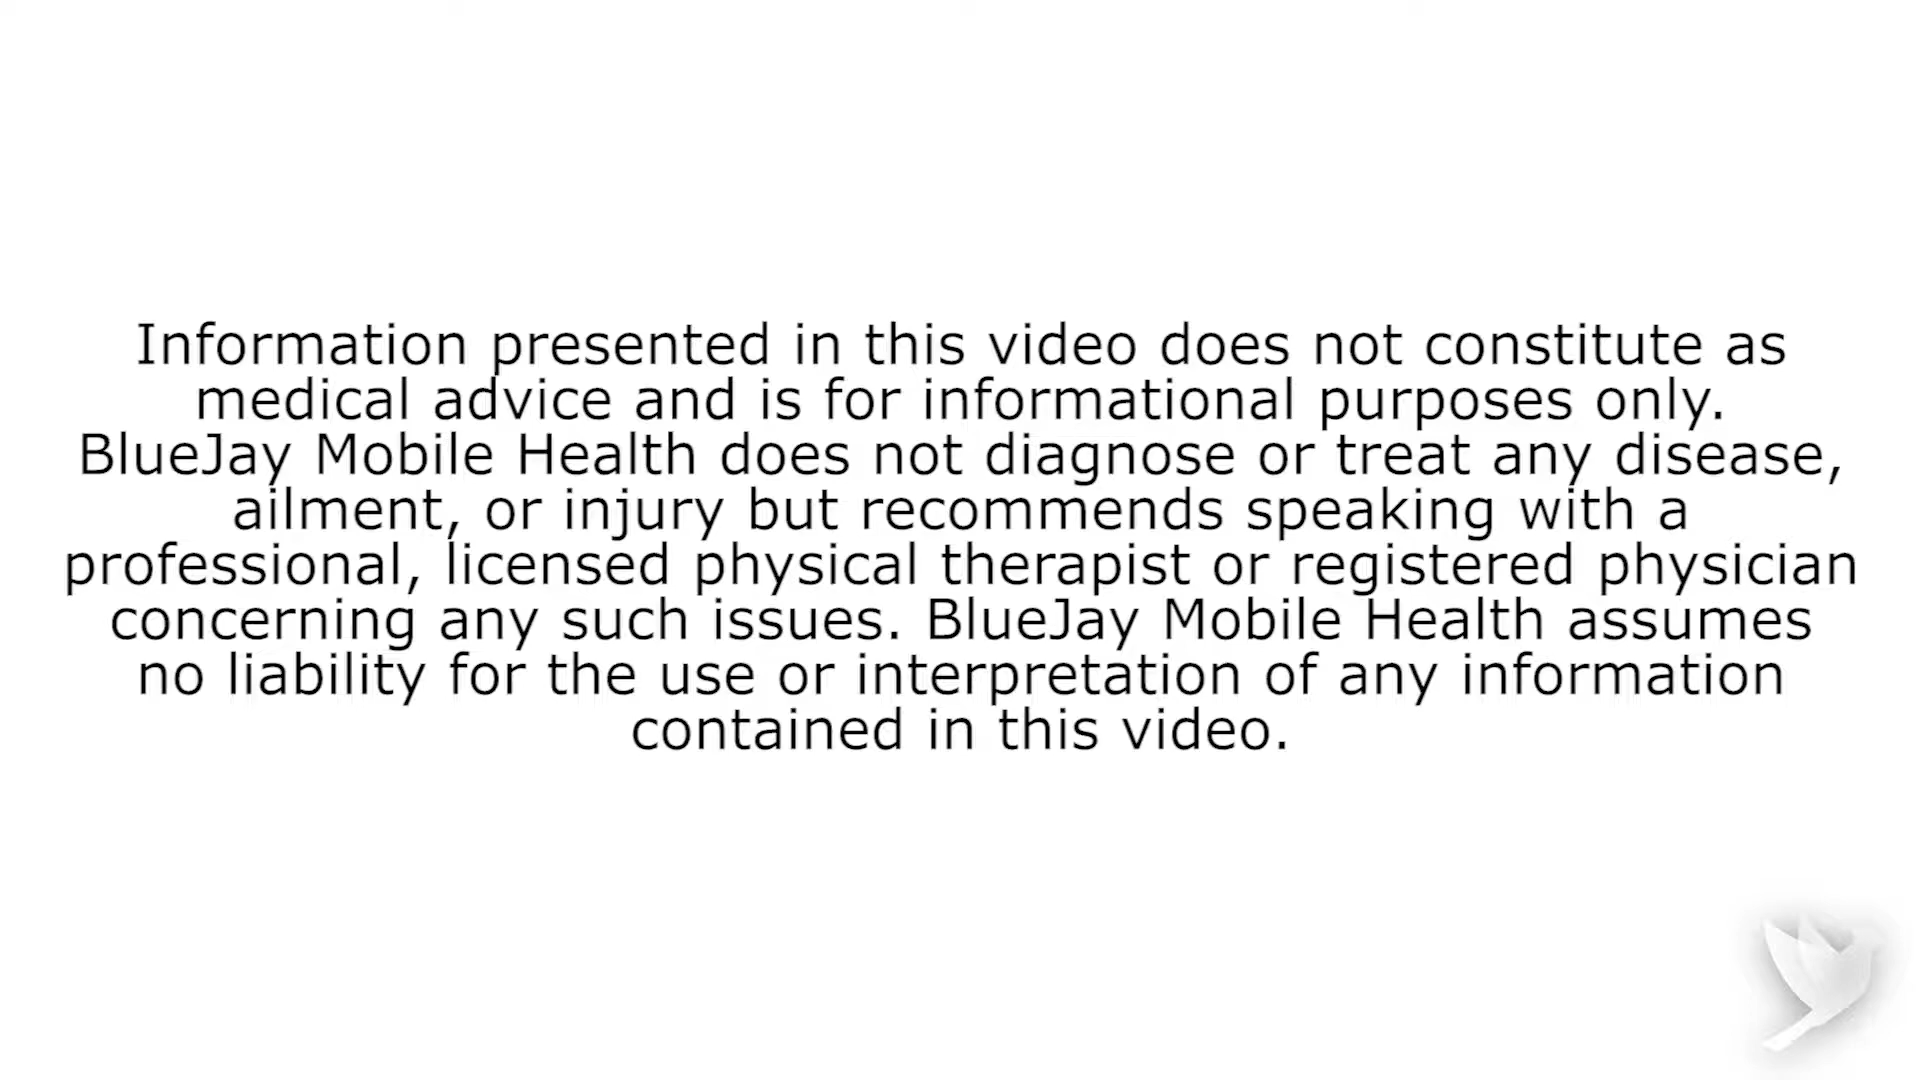 Information presented in this video does not constitute as
medical advice and is for informational purposes only.
BlueJay Mobile Health does not diagnose or treat any disease,
ailment, or injury but recommends speaking with a
professional, licensed physical therapist or registered physician
concerning any such issues. BlueJay Mobile Health assumes
no liability for the use or interpretation of any information
contained in this video.